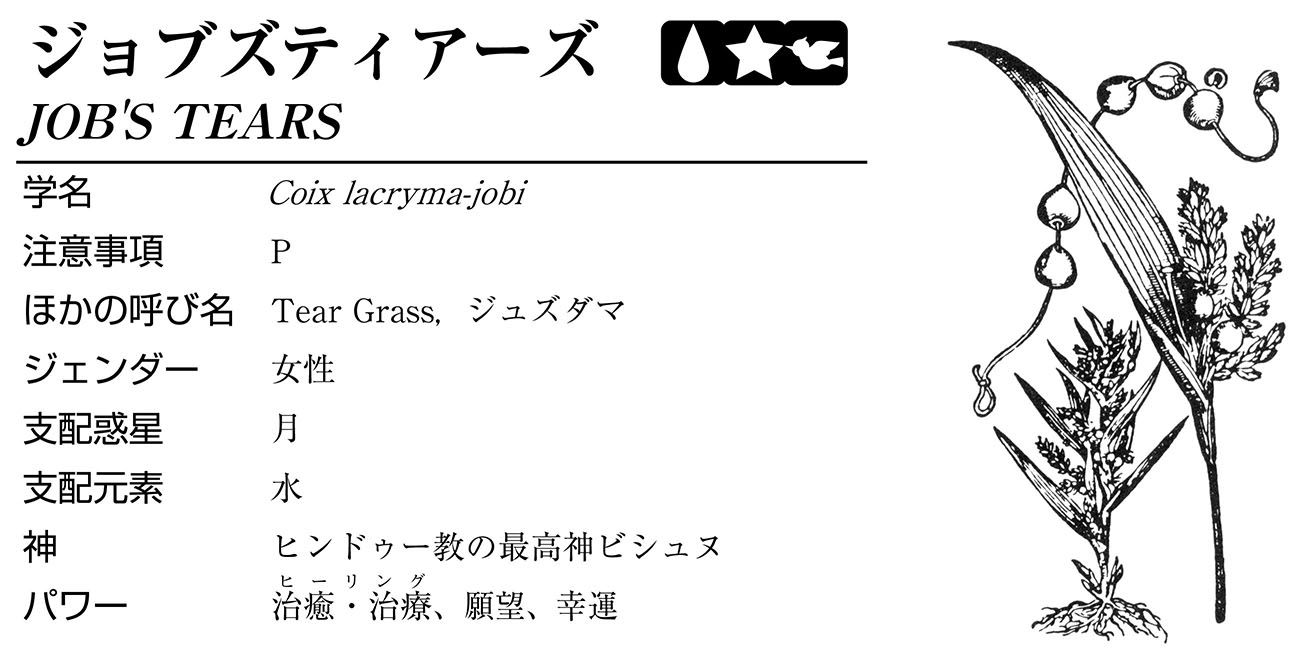 ジョブズティアーズ
JOB'S TEARS
学名 Coix lacryma-jobi
注意事項 P
ほかの呼び名 Tear Grass, ジュズダマ
ジェンダー 女性
支配惑星 月
支配元素 水
神 ヒンドゥー教の最高神ビシュヌ
ヒーリング
パワー 治癒・治療、願望、幸運